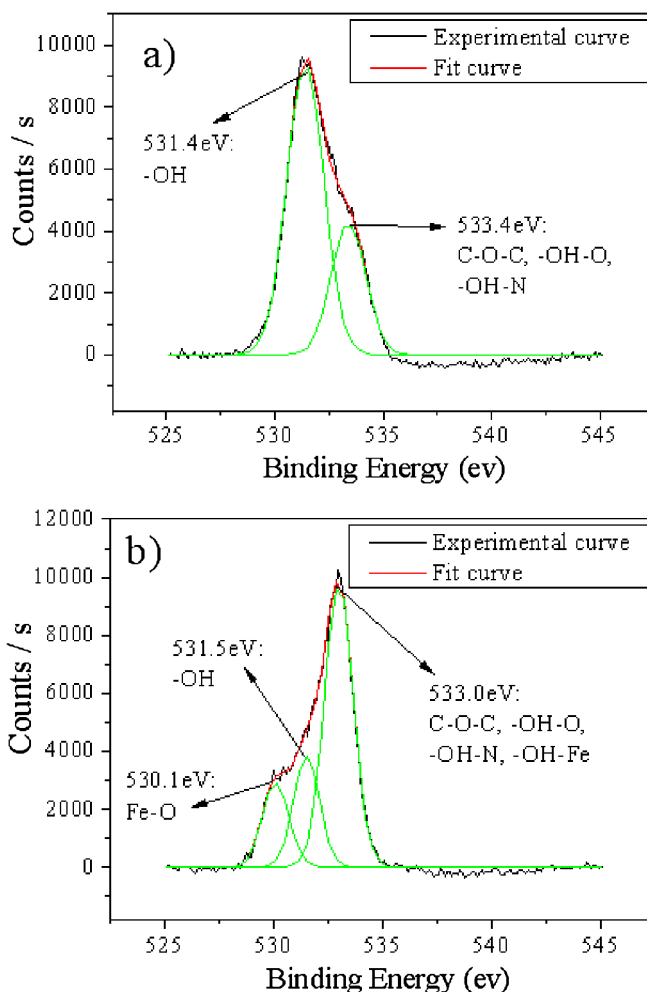 a)
Experimental curve
Fit curve
10000
8000
6000
4000
2000
0
Counts / s
531.4eV:
-OH
533.4eV:
C-O-C, -OH-O,
-OH-N
525
530
535
540
545
Binding Energy (ev)
b)
Experimental curve
Fit curve
12000
10000
8000
6000
4000
2000
0
Counts / s
531.5eV:
-OH
530.1eV:
Fe-O
533.0eV:
C-O-C, -OH-O,
-OH-N, -OH-Fe
525
530
535
540
545
Binding Energy (ev)